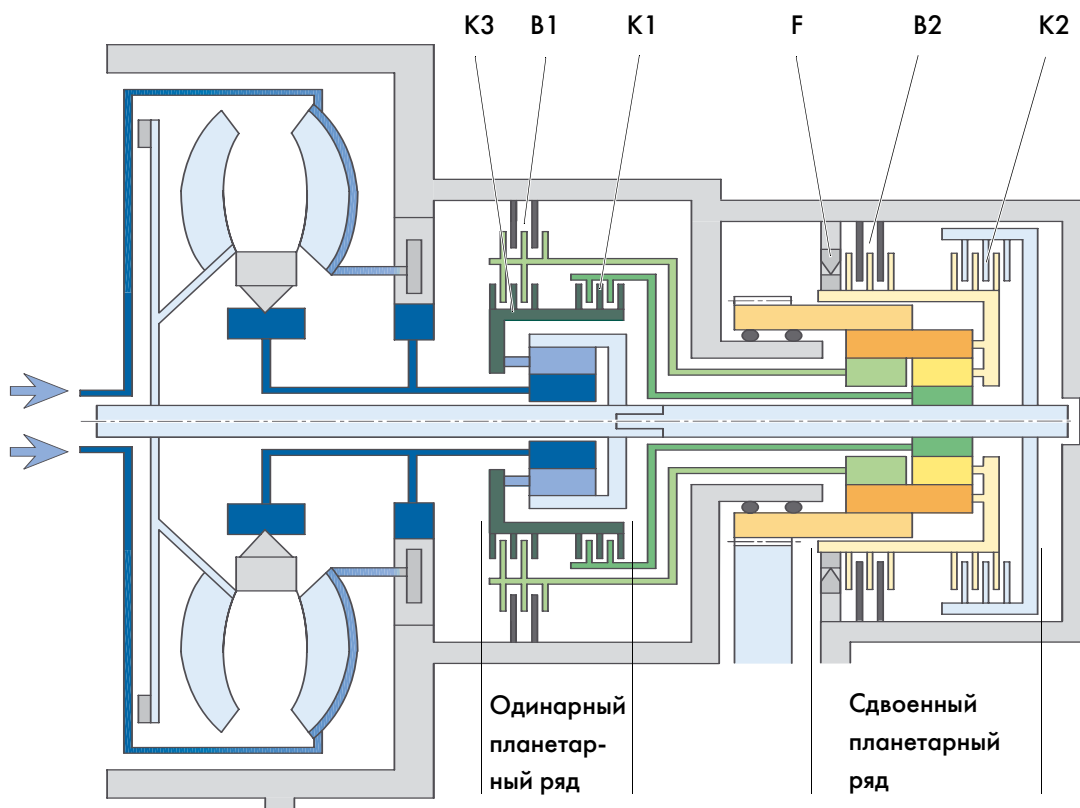 K3 B1 K1 F B2 K2
Одинарный
планетар-
ный ряд
Сдвоенный
планетарный
ряд